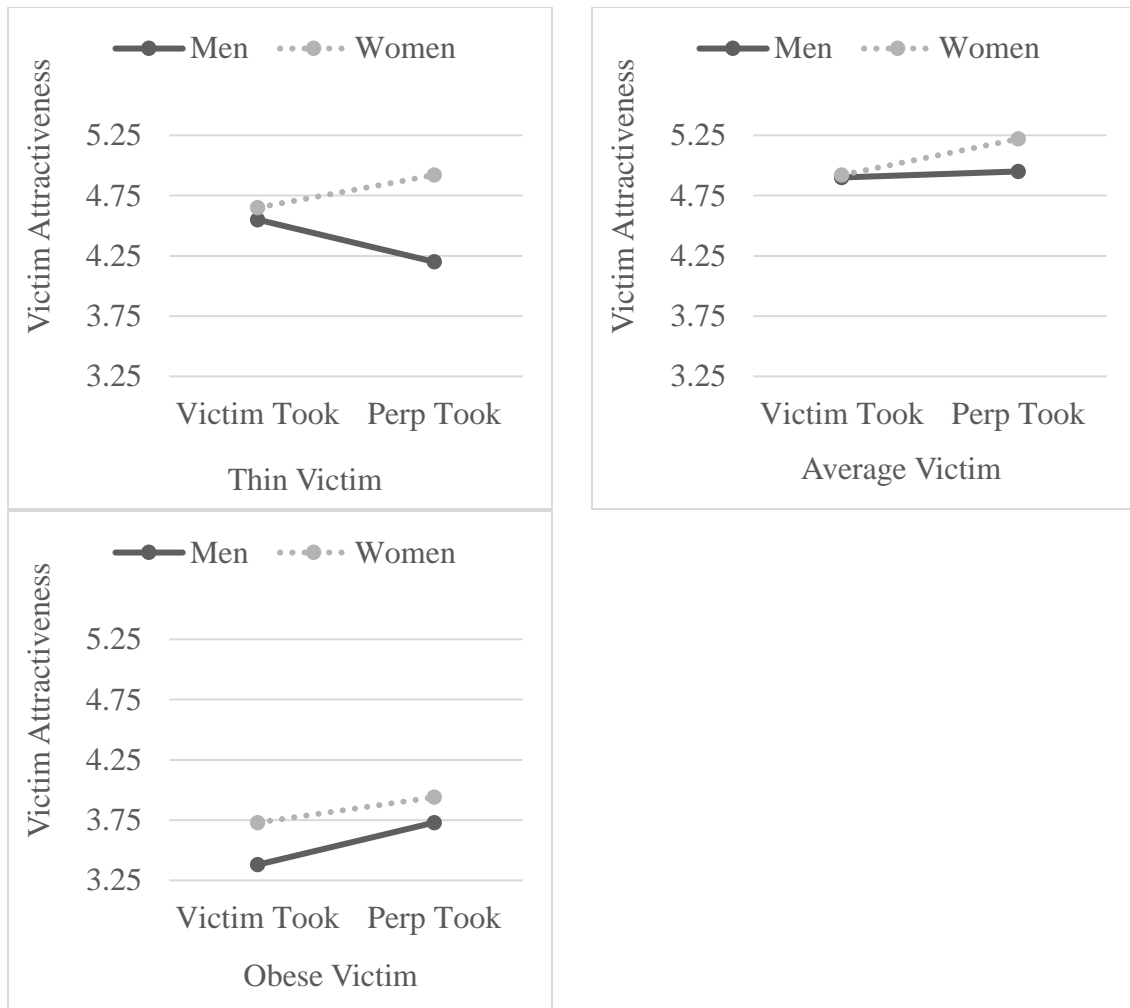 Men Women
Victim Attractiveness
5.25
4.75
4.25
3.75
3.25
Victim Took Perp Took
Thin Victim
Men Women
Victim Attractiveness
5.25
4.75
4.25
3.75
3.25
Victim Took Perp Took
Average Victim
Men Women
Victim Attractiveness
5.25
4.75
4.25
3.75
3.25
Victim Took Perp Took
Obese Victim